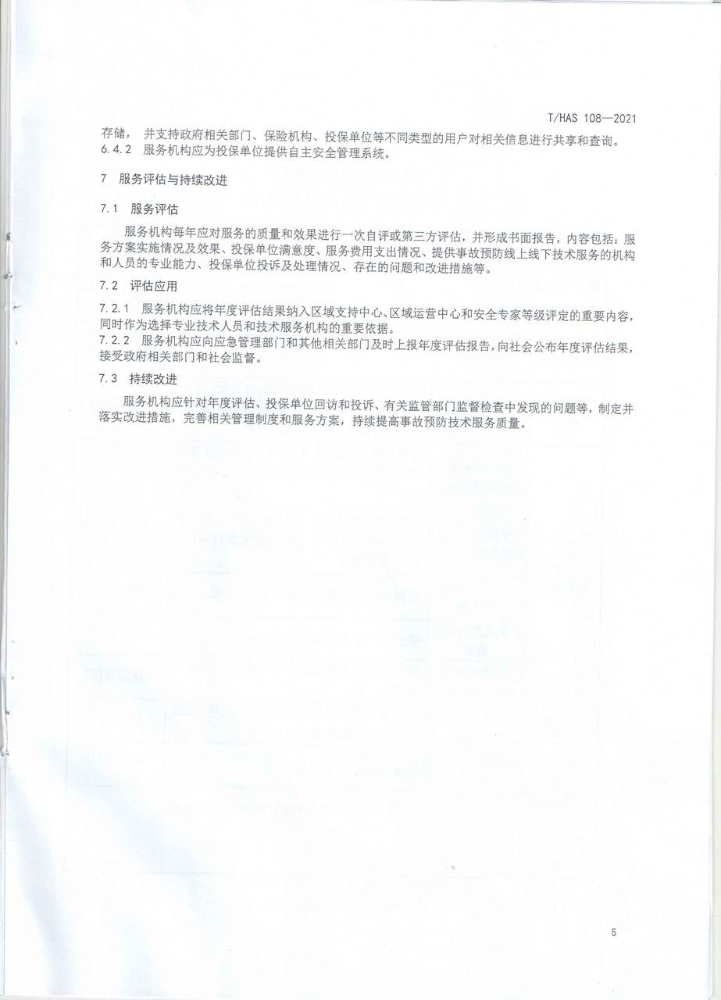 T/HAS 108—2021
存储， 并支持政府相关部门、保险机构、投保单位等不同类型的用户对相关信息进行共享和查询。
6.4.2 服务机构应为投保单位提供自主安全管理系统。
7 服务评估与持续改进
7.1 服务评估
服务机构每年应对服务的质量和效果进行一次自评或第三方评估，并形成书面报告，内容包括：服
务方案实施情况及效果、投保单位满意度、服务费用支出情况、提供事故预防线上线下技术服务的机构
和人员的专业能力、投保单位投诉及处理情况、存在的问题和改进措施等。
7.2 评估应用
7.2.1 服务机构应将年度评估结果纳入区域支持中心、区域运营中心和安全专家等级评定的重要内容，
同时作为选择专业技术人员和技术服务机构的重要依据。
7.2.2 服务机构应向应急管理部门和其他相关部门及时上报年度评估报告，向社会公布年度评估结果，
接受政府相关部门和社会监督。
7.3 持续改进
服务机构应针对年度评估、投保单位回访和投诉、有关监管部门监督检查中发现的问题等，制定并
落实改进措施，完善相关管理制度和服务方案，持续提高事故预防技术服务质量。
5